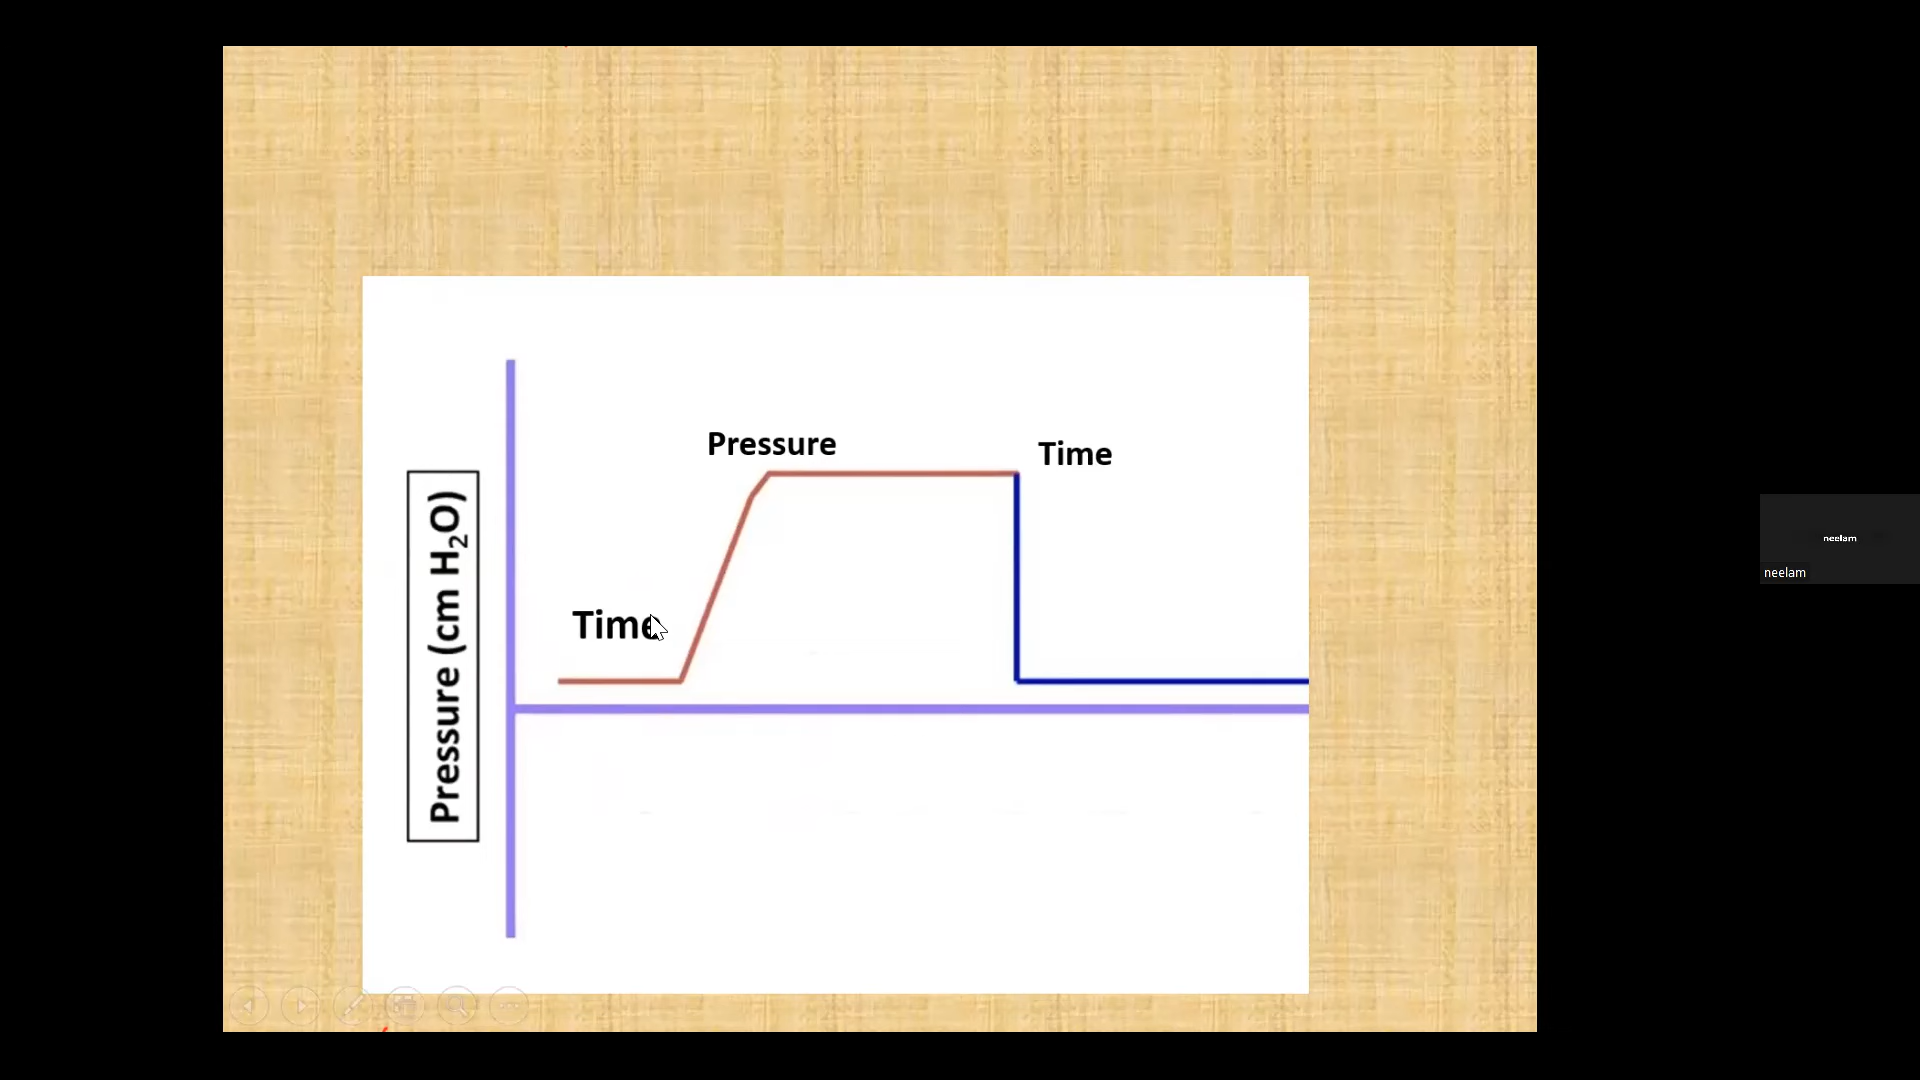 Pressure
Time
Time
Pressure (cm H₂O)
neelam
neelam